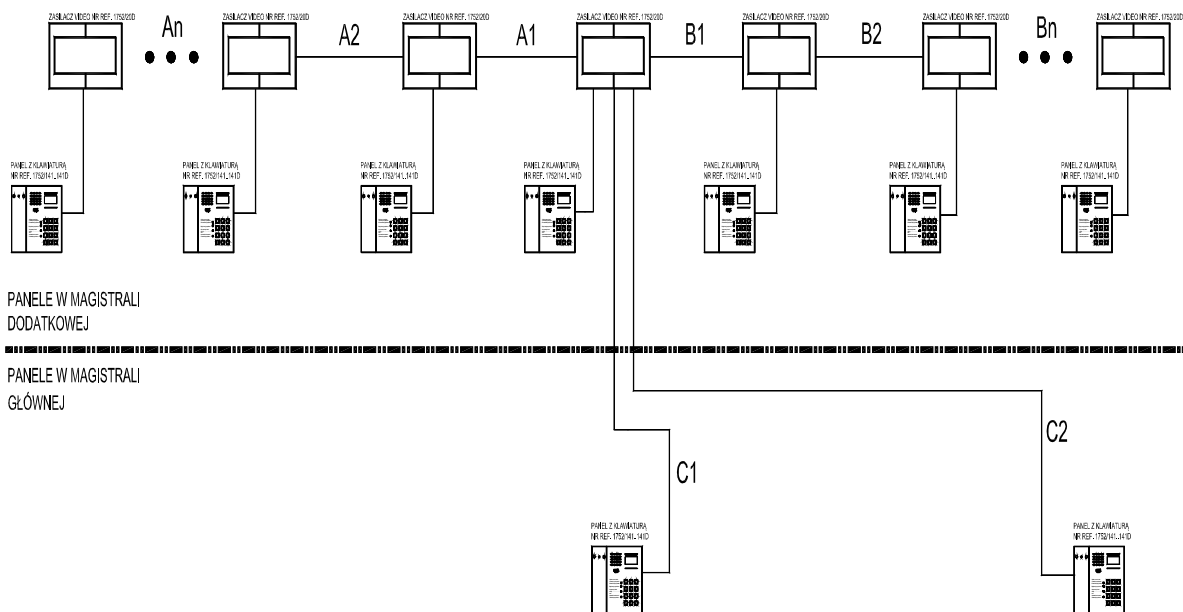 ZASILACZ VIDEO NR REF. 1752/20D
ZASILACZ VIDEO NR REF. 1752/20D
ZASILACZ VIDEO NR REF. 1752/20D
ZASILACZ VIDEO NR REF. 1752/20D
ZASILACZ VIDEO NR REF. 1752/20D
ZASILACZ VIDEO NR REF. 1752/20D
ZASILACZ VIDEO NR REF. 1752/20D
An
A2
A1
B1
B2
Bn
PANEL Z KLAWIATURĄ
NR REF. 1752/141..141D
PANEL Z KLAWIATURĄ
NR REF. 1752/141..141D
PANEL Z KLAWIATURĄ
NR REF. 1752/141..141D
PANEL Z KLAWIATURĄ
NR REF. 1752/141..141D
PANEL Z KLAWIATURĄ
NR REF. 1752/141..141D
PANEL Z KLAWIATURĄ
NR REF. 1752/141..141D
PANEL Z KLAWIATURĄ
NR REF. 1752/141..141D
PANELE W MAGISTRALI
DODATKOWEJ
PANELE W MAGISTRALI
GŁÓWNEJ
C1
C2
PANEL Z KLAWIATURĄ
NR REF. 1752/141..141D
PANEL Z KLAWIATURĄ
NR REF. 1752/141..141D